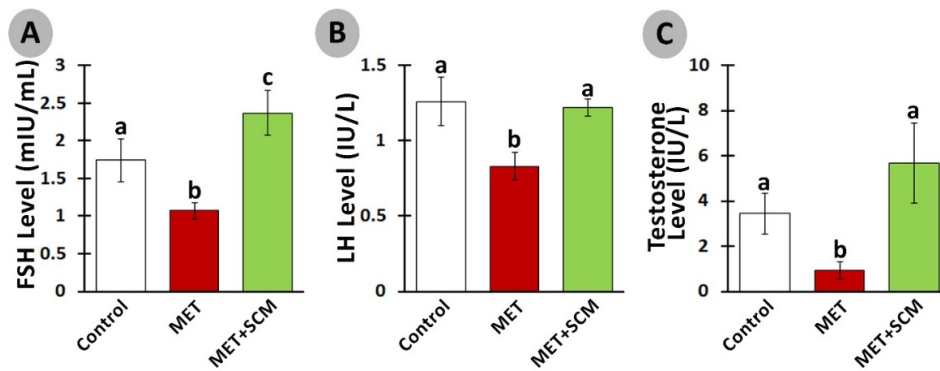 A
FSH Level (mIU/mL)
3
2.5
2
1.5
1
0.5
0
a
b
c
Control
MET
MET+SCM
B
LH Level (IU/L)
1.5
1
0.5
0
a
b
a
Control
MET
MET+SCM
C
Testosterone
Level (IU/L)
10
8
6
4
2
0
a
b
a
Control
MET
MET+SCM